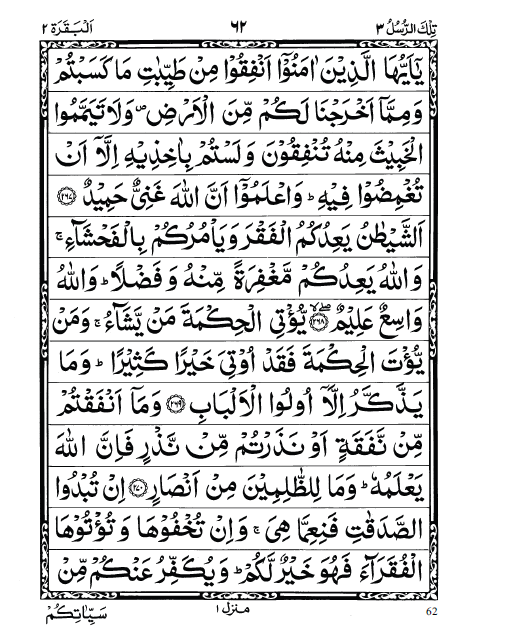 تِلْكَ الرُّسُلُ ٣ ٦٢ اَلْبَقَرَة ٢
يٰۤاَيُّهَا الَّذِيْنَ اٰمَنُوْۤا اَنْفِقُوْا مِنْ طَيِّبٰتِ مَا كَسَبْتُمْ
وَمِمَّاۤ اَخْرَجْنَا لَكُمْ مِّنَ الْاَرْضِ ۪ وَلَا تَيَمَّمُوا
الْخَبِيْثَ مِنْهُ تُنْفِقُوْنَ وَلَسْتُمْ بِاٰخِذِيْهِ اِلَّاۤ اَنْ
تُغْمِضُوْا فِيْهِ ؕ وَاعْلَمُوْۤا اَنَّ اللّٰهَ غَنِيٌّ حَمِيْدٌ ۝٢٦٧
اَلشَّيْطٰنُ يَعِدُكُمُ الْفَقْرَ وَيَاْمُرُكُمْ بِالْفَحْشَآءِ ۚ
وَاللّٰهُ يَعِدُكُمْ مَّغْفِرَةً مِّنْهُ وَفَضْلًا ؕ وَاللّٰهُ
وَاسِعٌ عَلِيْمٌ ۝٢٦٨ۖۙ يُّؤْتِى الْحِكْمَةَ مَنْ يَّشَآءُ ۚ وَمَنْ
يُّؤْتَ الْحِكْمَةَ فَقَدْ اُوْتِيَ خَيْرًا كَثِيْرًا ؕ وَمَا
يَذَّكَّرُ اِلَّاۤ اُولُوا الْاَلْبَابِ ۝٢٦٩ وَمَاۤ اَنْفَقْتُمْ
مِّنْ نَّفَقَةٍ اَوْ نَذَرْتُمْ مِّنْ نَّذْرٍ فَاِنَّ اللّٰهَ
يَعْلَمُهٗ ؕ وَمَا لِلظّٰلِمِيْنَ مِنْ اَنْصَارٍ ۝٢٧٠ اِنْ تُبْدُوا
الصَّدَقٰتِ فَنِعِمَّا هِيَ ۚ وَاِنْ تُخْفُوْهَا وَتُؤْتُوْهَا
الْفُقَرَآءَ فَهُوَ خَيْرٌ لَّكُمْ ؕ وَيُكَفِّرُ عَنْكُمْ مِّنْ
سَيِّاٰتِكُمْ
منزل ١
62